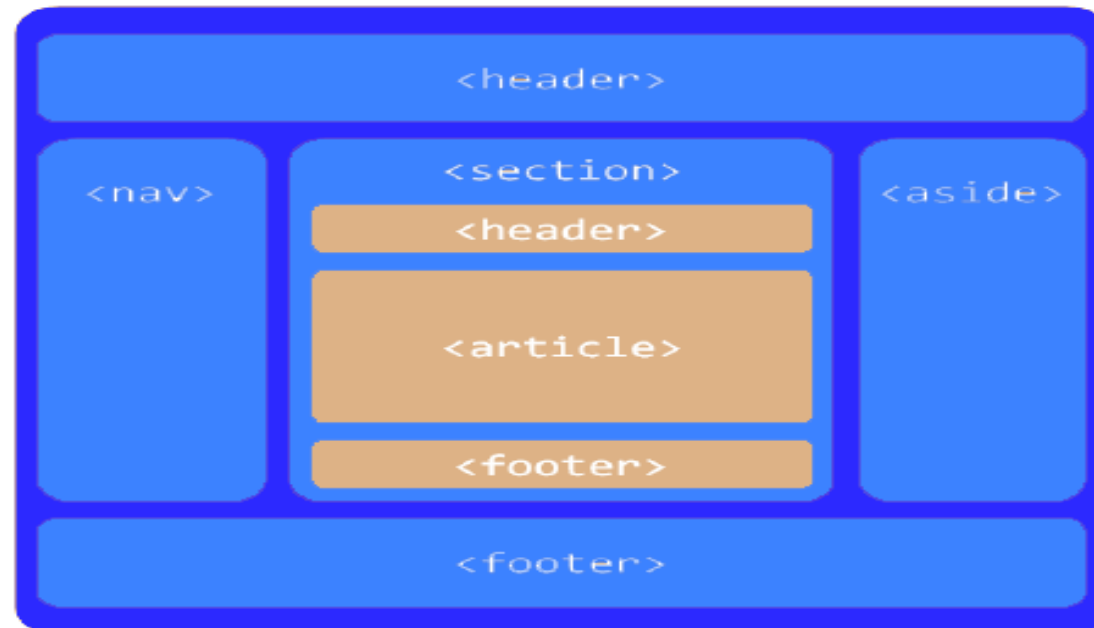 <header>
<nav>
<section>
<aside>
<header>
<article>
<footer>
<footer>